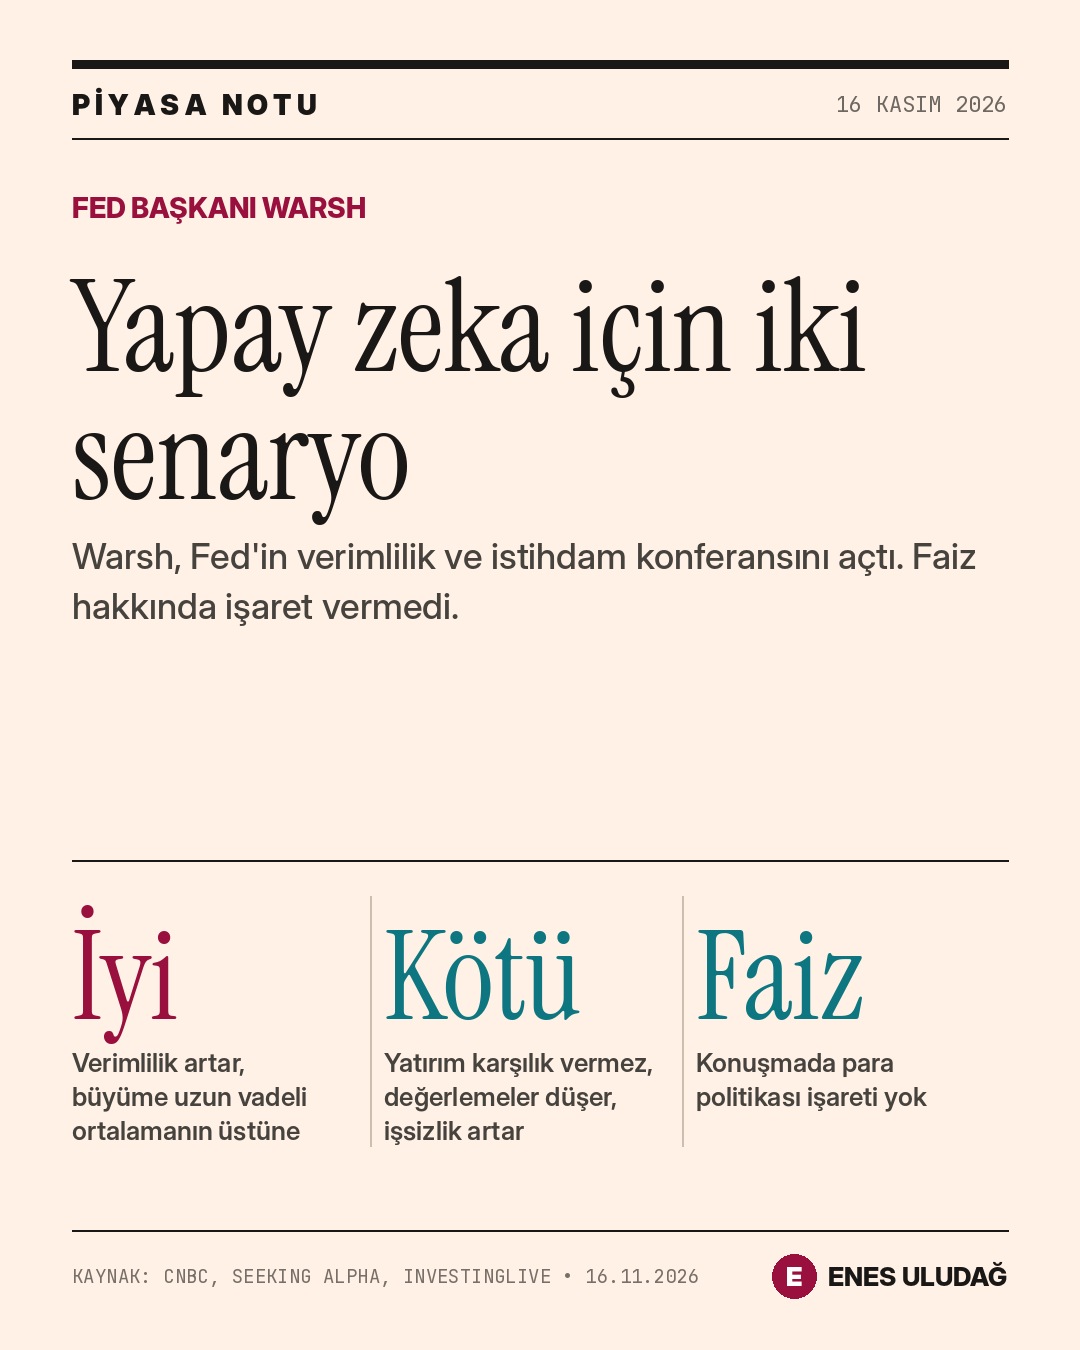 PİYASA NOTU
16 KASIM 2026
FED BAŞKANI WARSH
Yapay zeka için iki
senaryo
Warsh, Fed'in verimlilik ve istihdam konferansını açtı. Faiz
hakkında işaret vermedi.
İyi
Verimlilik artar,
büyüme uzun vadeli
ortalamanın üstüne
Kötü
Yatırım karşılık vermez,
değerlemeler düşer,
işsizlik artar
Faiz
Konuşmada para
politikası işareti yok
KAYNAK: CNBC, SEEKING ALPHA, INVESTINGLIVE • 16.11.2026
E ENES ULUDAĞ